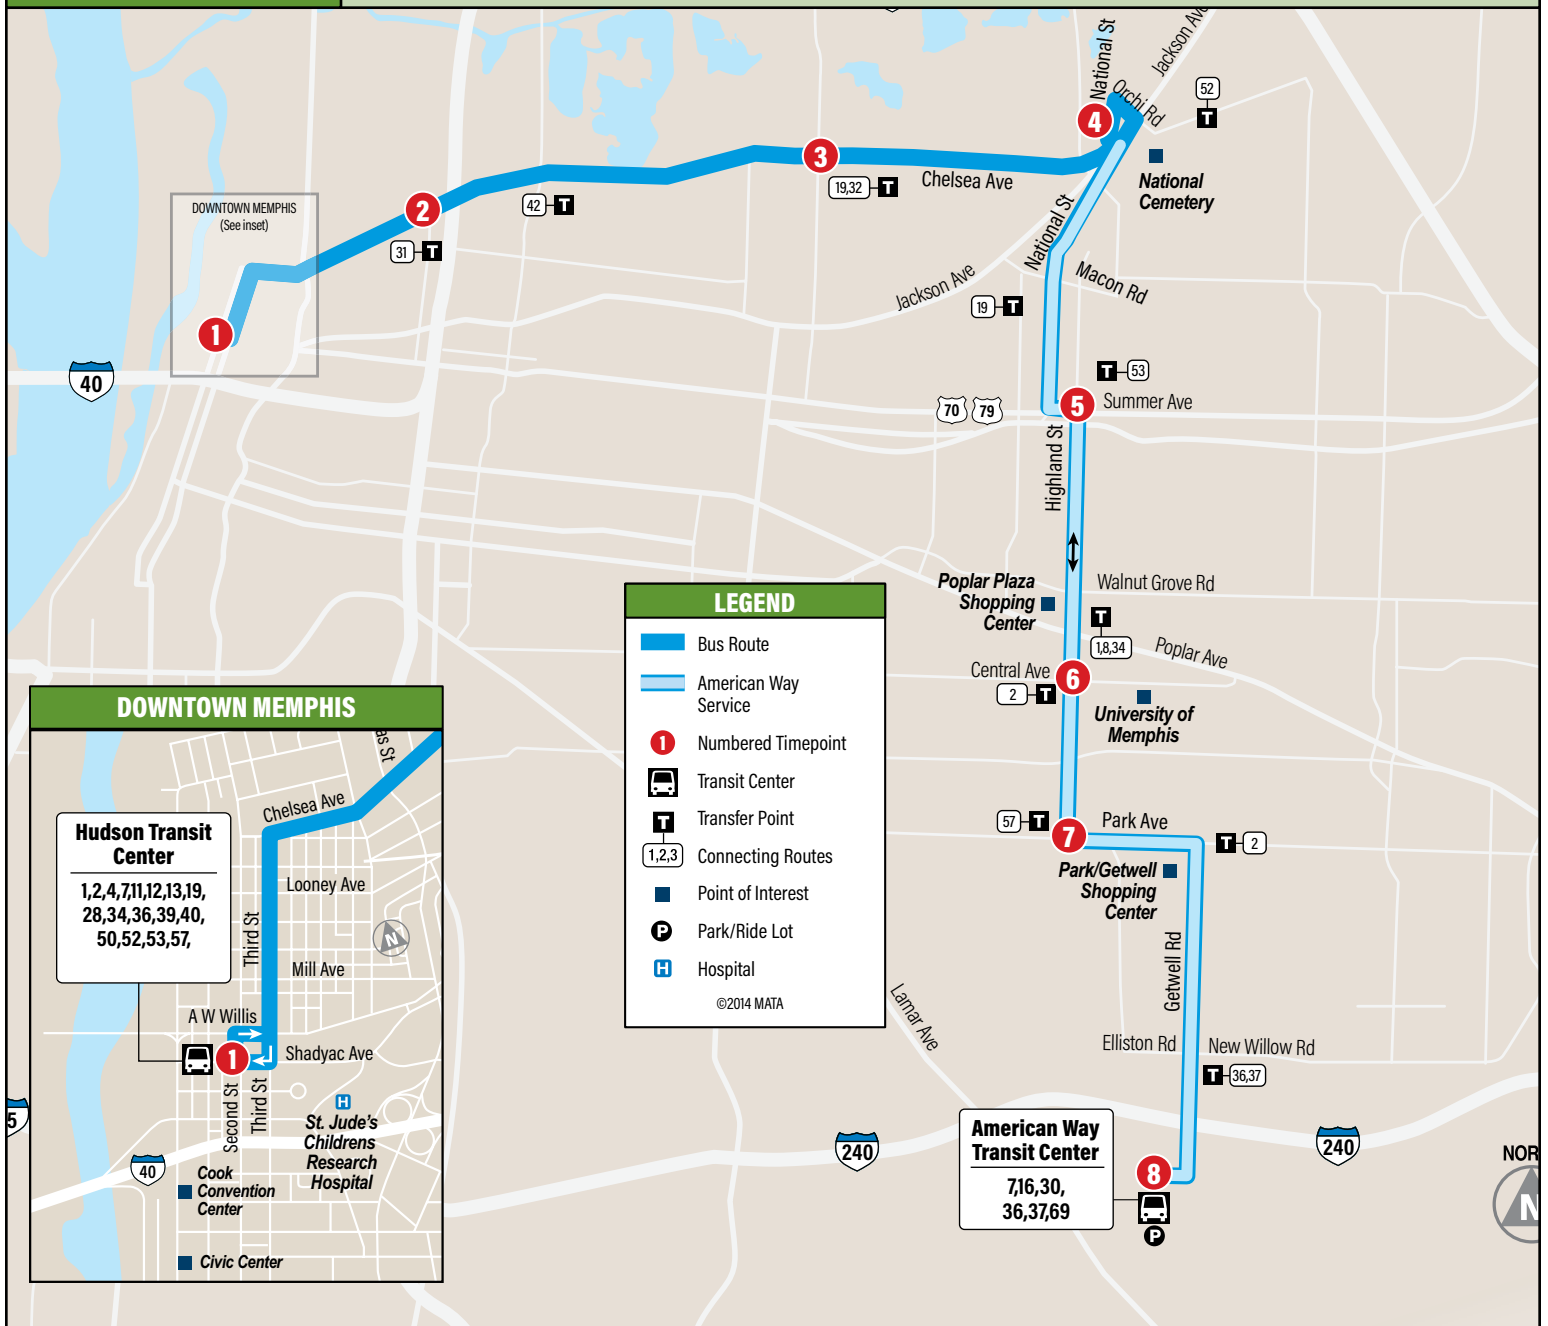 National St
Jackson Ave
Orchi Rd
52
T
4
3
Chelsea Ave
19,32 T
National
Cemetery
2
42 T
31 T
DOWNTOWN MEMPHIS
(See inset)
1
National St
Macon Rd
Jackson Ave
19 T
40
T 53
70 79
5
Summer Ave
Highland St
Poplar Plaza
Shopping
Center
Walnut Grove Rd
T
1,8,34
Poplar Ave
Central Ave
6
2 T
University of
Memphis
57 T
7
Park Ave
T 2
Park/Getwell
Shopping
Center
Getwell Rd
Lamar Ave
Elliston Rd
New Willow Rd
T 36,37
240
240
American Way
Transit Center
7,16,30,
36,37,69
8
P
NOR
N
5
LEGEND
Bus Route
American Way
Service
1 Numbered Timepoint
Transit Center
T Transfer Point
1,2,3 Connecting Routes
Point of Interest
P Park/Ride Lot
H Hospital
©2014 MATA
DOWNTOWN MEMPHIS
as St
Chelsea Ave
Hudson Transit
Center
1,2,4,7,11,12,13,19,
28,34,36,39,40,
50,52,53,57,
Looney Ave
Third St
N
Mill Ave
A W Willis
1
Shadyac Ave
Second St
Third St
H
St. Jude's
Childrens
Research
Hospital
40
Cook
Convention
Center
Civic Center